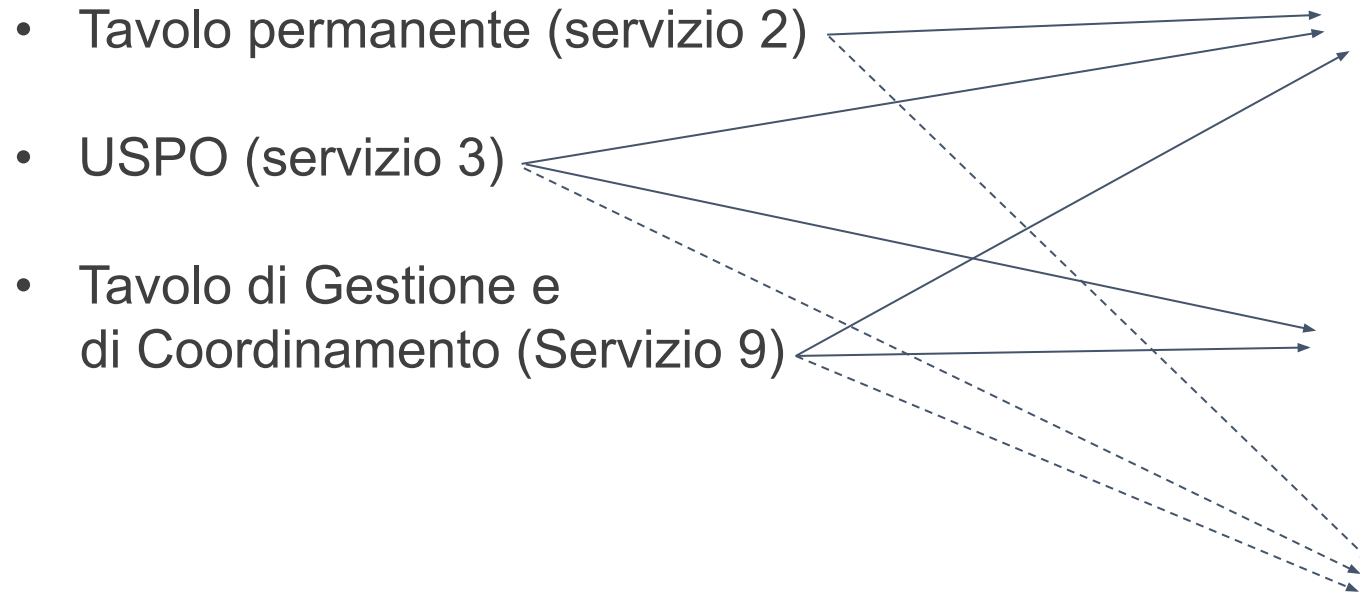 • Tavolo permanente (servizio 2)
• USPO (servizio 3)
• Tavolo di Gestione e
di Coordinamento (Servizio 9)